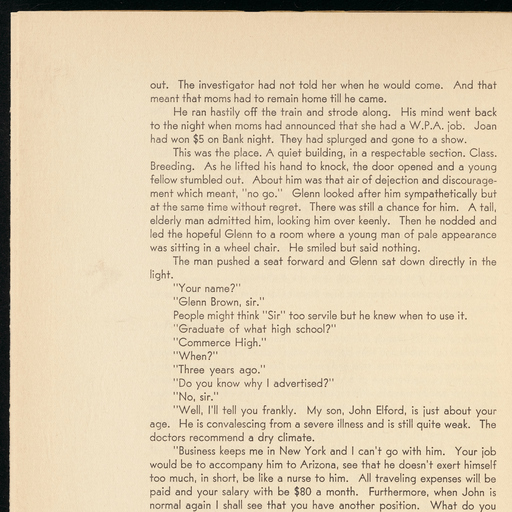 out. The investigator had not told her when he would come. And that
meant that moms had to remain home till he came.
He ran hastily off the train and strode along. His mind went back
to the night when moms had announced that she had a W.P.A. job. Joan
had won $5 on Bank night. They had splurged and gone to a show.
This was the place. A quiet building, in a respectable section. Class.
Breeding. As he lifted his hand to knock, the door opened and a young
fellow stumbled out. About him was that air of dejection and discourage-
ment which meant, "no go." Glenn looked after him sympathetically but
at the same time without regret. There was still a chance for him. A tall,
elderly man admitted him, looking him over keenly. Then he nodded and
led the hopeful Glenn to a room where a young man of pale appearance
was sitting in a wheel chair. He smiled but said nothing.
The man pushed a seat forward and Glenn sat down directly in the
light.
"Your name?"
"Glenn Brown, sir."
People might think "Sir" too servile but he knew when to use it.
"Graduate of what high school?"
"Commerce High."
"When?"
"Three years ago."
"Do you know why I advertised?"
"No, sir."
"Well, I'll tell you frankly. My son, John Elford, is just about your
age. He is convalescing from a severe illness and is still quite weak. The
doctors recommend a dry climate.
"Business keeps me in New York and I can't go with him. Your job
would be to accompany him to Arizona, see that he doesn't exert himself
too much, in short, be like a nurse to him. All traveling expenses will be
paid and your salary with be $80 a month. Furthermore, when John is
normal again I shall see that you have another position. What do you